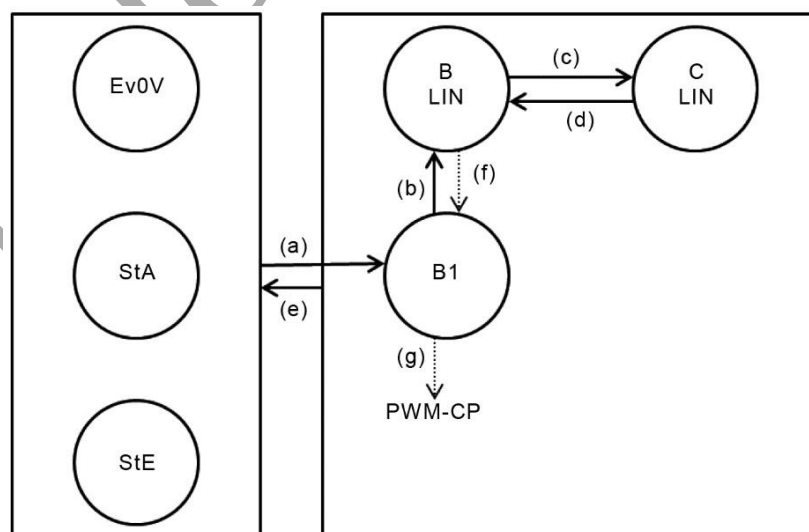 Ev0V
StA
StE
(a)
(e)
B
LIN
(c)
C
LIN
(d)
(b)
(f)
B1
(g)
PWM-CP